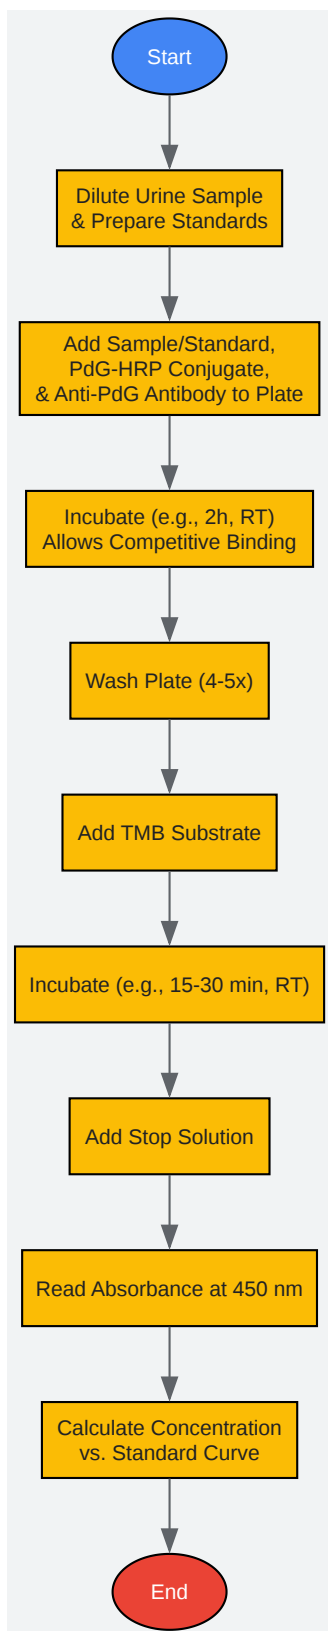 Start
Dilute Urine Sample
& Prepare Standards
Add Sample/Standard,
PdG-HRP Conjugate,
& Anti-PdG Antibody to Plate
Incubate (e.g., 2h, RT)
Allows Competitive Binding
Wash Plate (4-5x)
Add TMB Substrate
Incubate (e.g., 15-30 min, RT)
Add Stop Solution
Read Absorbance at 450 nm
Calculate Concentration
vs. Standard Curve
End